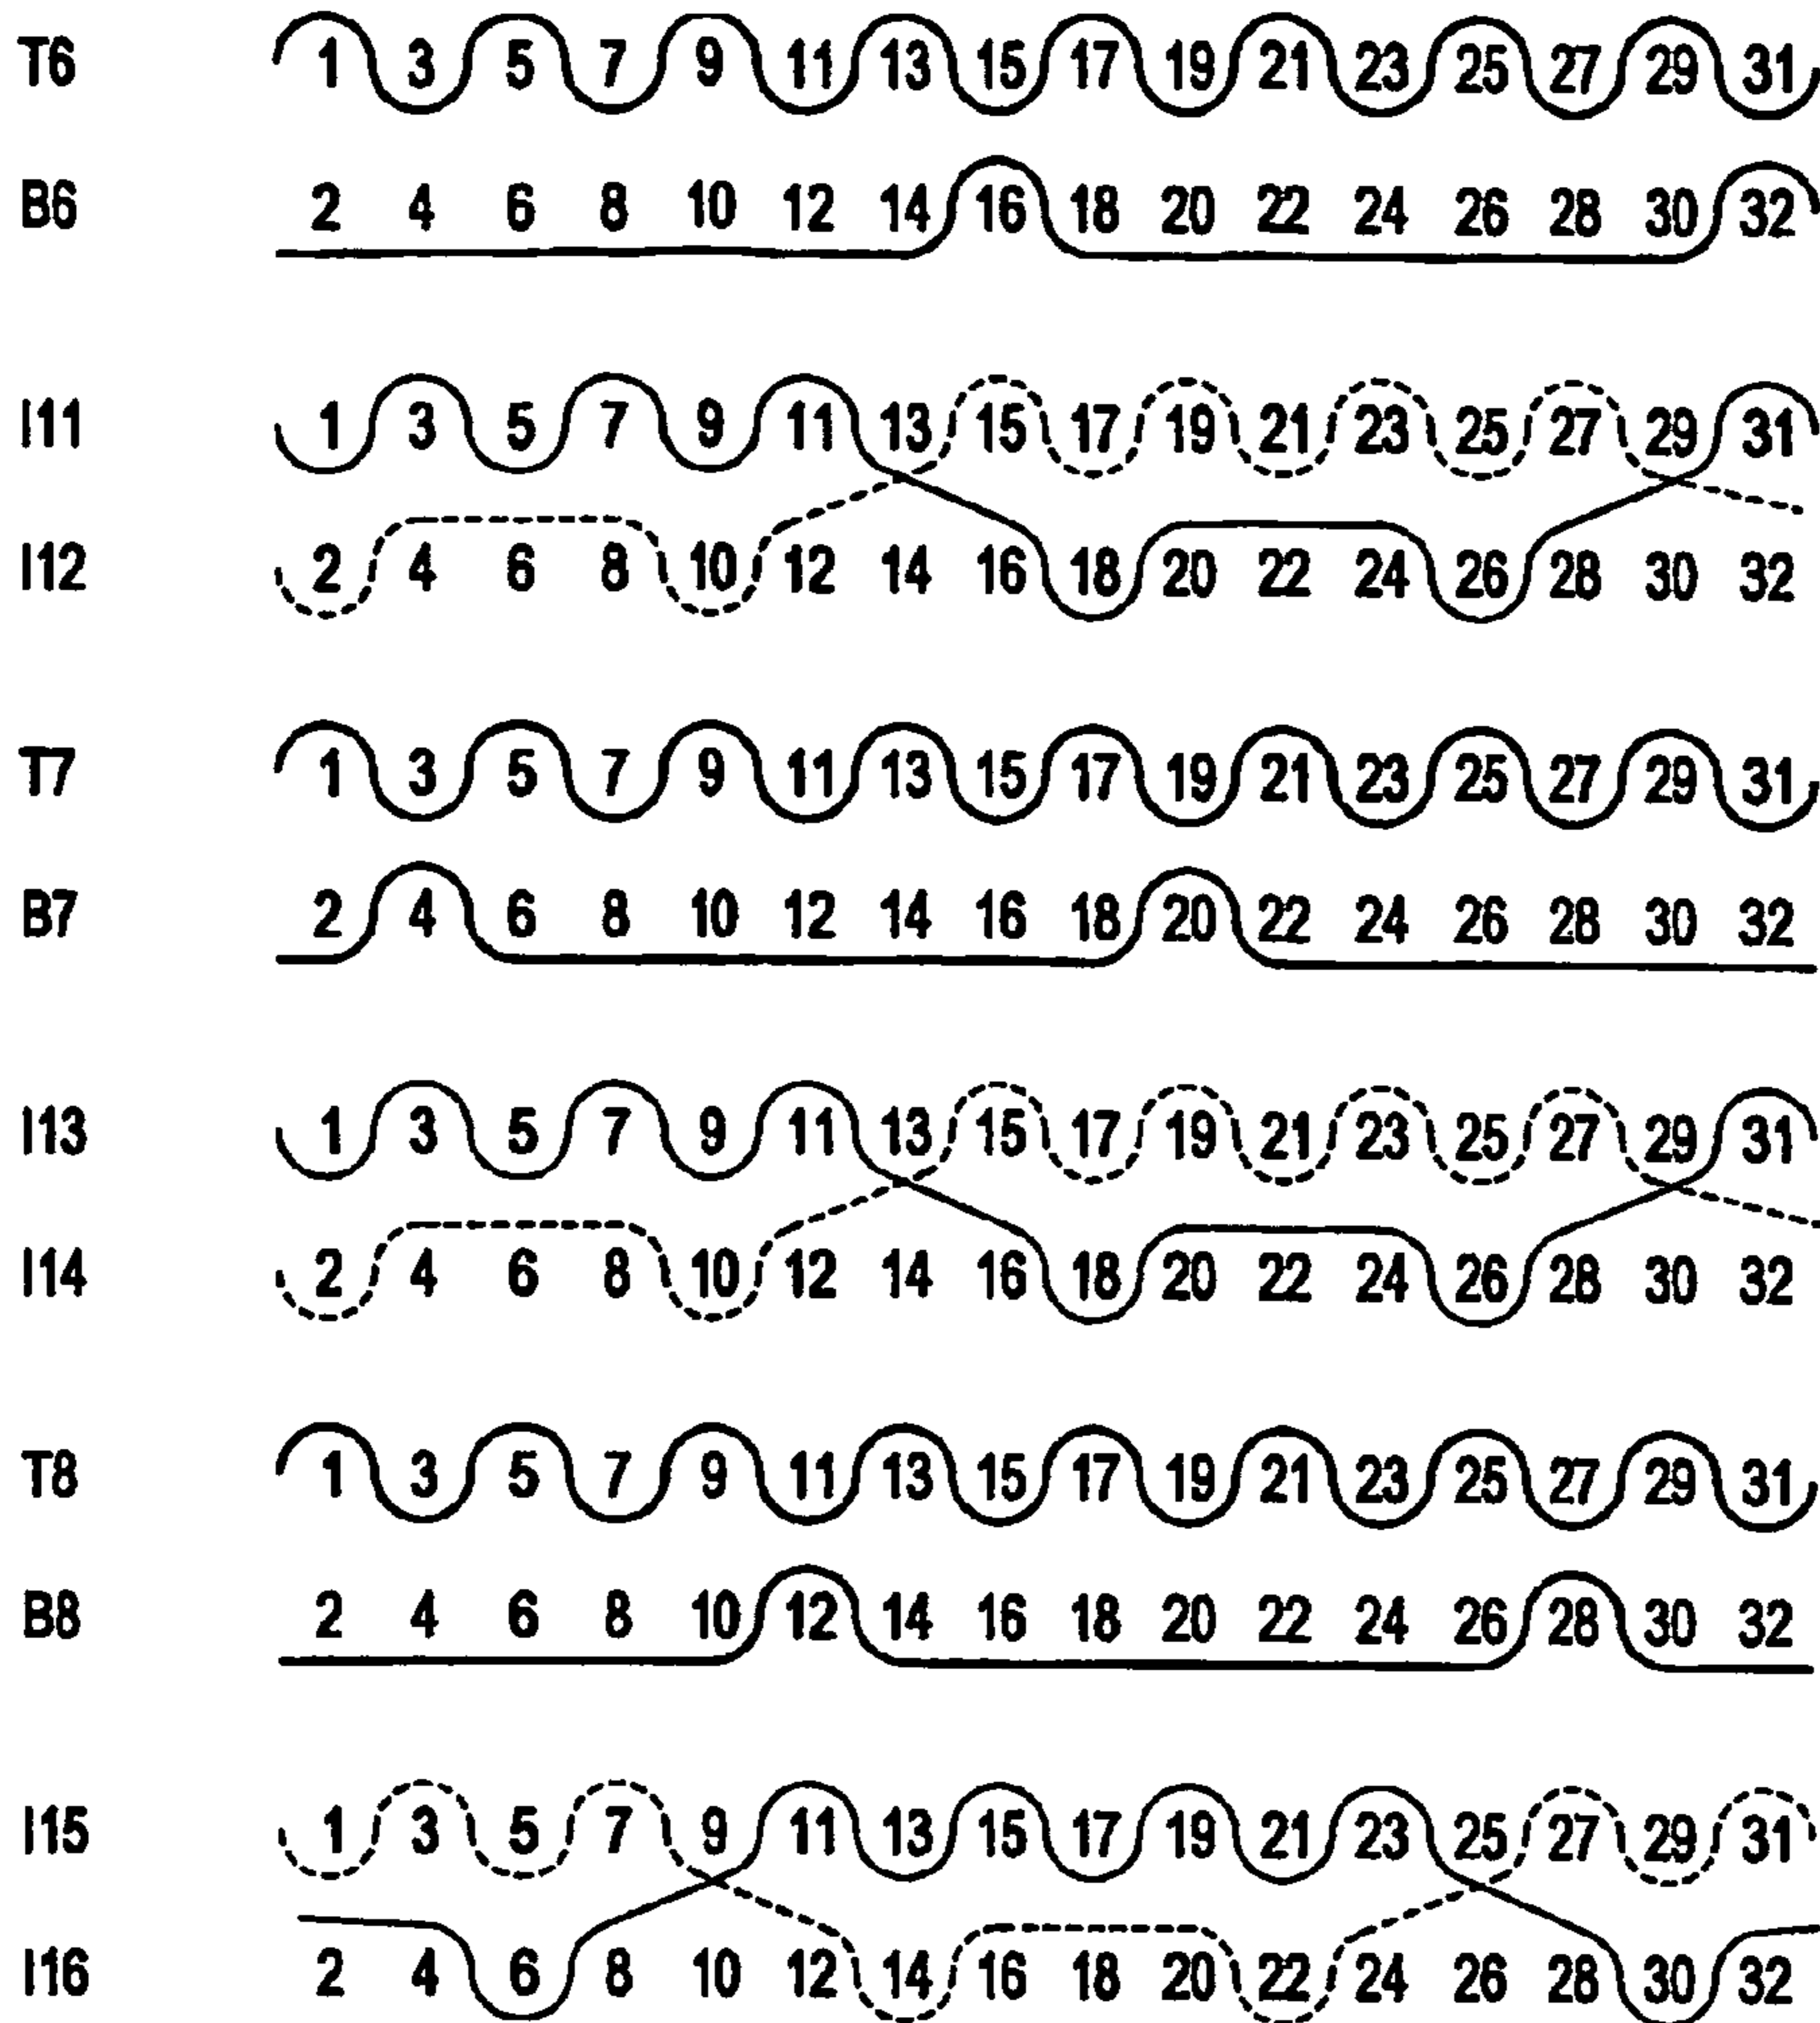 T6 1 3 5 7 9 11 13 15 17 19 21 23 25 27 29 31
B6 2 4 6 8 10 12 14 16 18 20 22 24 26 28 30 32
I11 1 3 5 7 9 11 13 15 17 19 21 23 25 27 29 31
I12 2 4 6 8 10 12 14 16 18 20 22 24 26 28 30 32
T7 1 3 5 7 9 11 13 15 17 19 21 23 25 27 29 31
B7 2 4 6 8 10 12 14 16 18 20 22 24 26 28 30 32
I13 1 3 5 7 9 11 13 15 17 19 21 23 25 27 29 31
I14 2 4 6 8 10 12 14 16 18 20 22 24 26 28 30 32
T8 1 3 5 7 9 11 13 15 17 19 21 23 25 27 29 31
B8 2 4 6 8 10 12 14 16 18 20 22 24 26 28 30 32
I15 1 3 5 7 9 11 13 15 17 19 21 23 25 27 29 31
I16 2 4 6 8 10 12 14 16 18 20 22 24 26 28 30 32